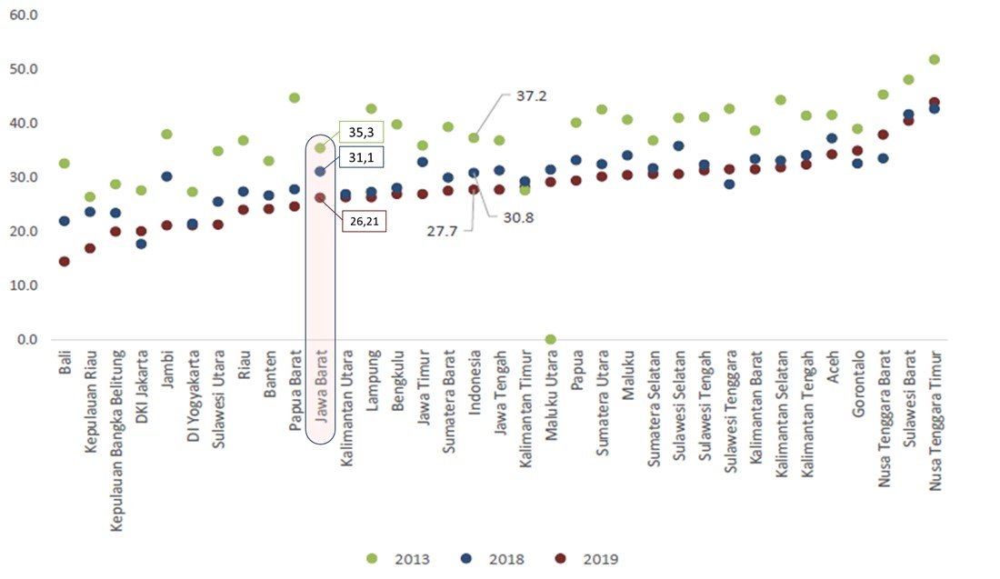 60.0
50.0
40.0
30.0
20.0
10.0
0.0
37.2
35,3
31,1
26,21
30.8
27.7
Bali
Kepulauan Riau
Kepulauan Bangka Belitung
DKI Jakarta
Jambi
DI Yogyakarta
Sulawesi Utara
Riau
Banten
Papua Barat
Jawa Barat
Kalimantan Utara
Lampung
Bengkulu
Jawa Timur
Sumatera Barat
Indonesia
Jawa Tengah
Kalimantan Timur
Maluku Utara
Papua
Sumatera Utara
Maluku
Sumatera Selatan
Sulawesi Selatan
Sulawesi Tengah
Sulawesi Tenggara
Kalimantan Barat
Kalimantan Selatan
Kalimantan Tengah
Aceh
Gorontalo
Nusa Tenggara Barat
Sulawesi Barat
Nusa Tenggara Timur
2013 2018 2019